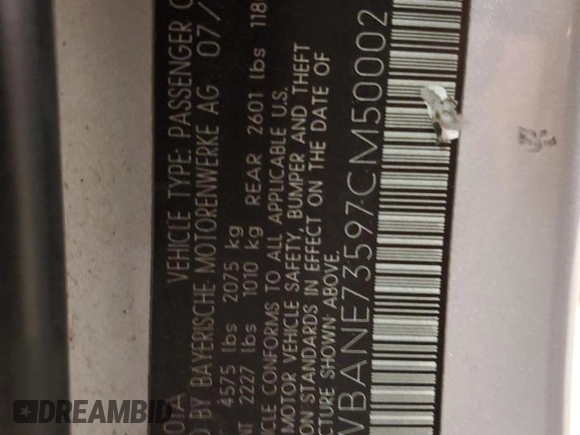 VEHICLE TYPE: PASSENGER C
D BY BAYERISCHE MOTORENWERKE AG 07/
4575 lbs 2075 kg
NT 2227 lbs 1010 kg REAR 2601 lbs 118
ICLE CONFORMS TO ALL APPLICABLE U.S.
MOTOR VEHICLE SAFETY, BUMPER AND THEFT
ON STANDARDS IN EFFECT ON THE DATE OF
CTURE SHOWN ABOVE.
VBANE73597CM50002
DREAMBID